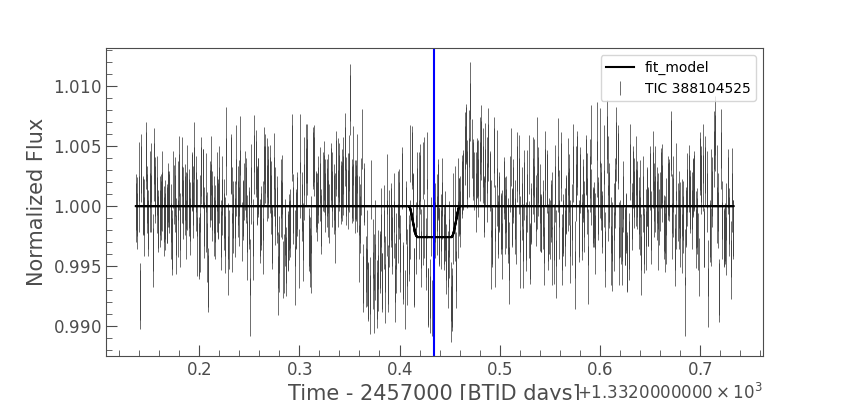 Normalized Flux
1.010
1.005
1.000
0.995
0.990
fit_model
TIC 388104525
0.2 0.3 0.4 0.5 0.6 0.7
Time - 2457000 [BTJD days]
+1.3320000000 × 10³